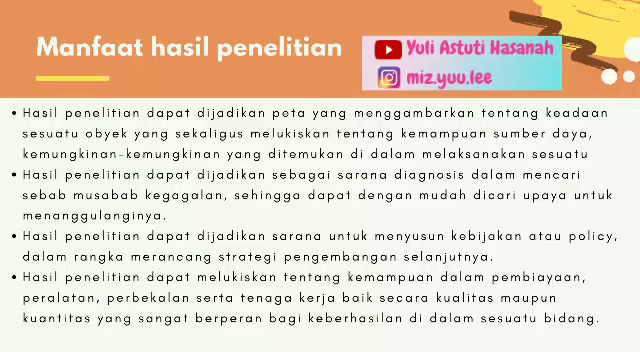 Manfaat hasil penelitian
Yuli Astuti Hasanah
miz.yuu.lee
• Hasil penelitian dapat dijadikan peta yang menggambarkan tentang keadaan
sesuatu obyek yang sekaligus melukiskan tentang kemampuan sumber daya,
kemungkinan-kemungkinan yang ditemukan di dalam melaksanakan sesuatu
• Hasil penelitian dapat dijadikan sebagai sarana diagnosis dalam mencari
sebab musabab kegagalan, sehingga dapat dengan mudah dicari upaya untuk
menanggulanginya.
• Hasil penelitian dapat dijadikan sarana untuk menyusun kebijakan atau policy,
dalam rangka merancang strategi pengembangan selanjutnya.
• Hasil penelitian dapat melukiskan tentang kemampuan dalam pembiayaan,
peralatan, perbekalan serta tenaga kerja baik secara kualitas maupun
kuantitas yang sangat berperan bagi keberhasilan di dalam sesuatu bidang.